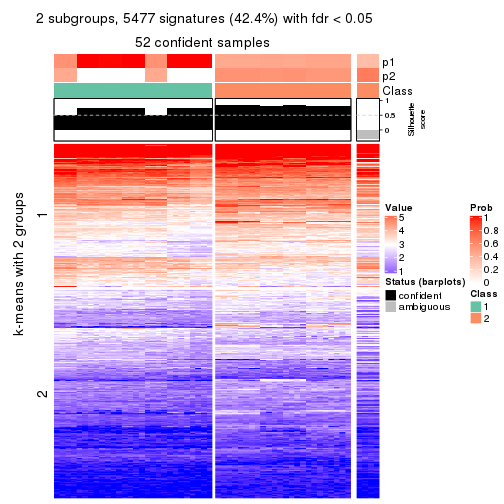 2 subgroups, 5477 signatures (42.4%) with fdr < 0.05
52 confident samples
p1
p2
Class
1
0.5
0
Silhouette
score
k-means with 2 groups
1
2
Value
5
4
3
2
1
Status (barplots)
confident
ambiguous
Prob
1
0.8
0.6
0.4
0.2
0
Class
1
2